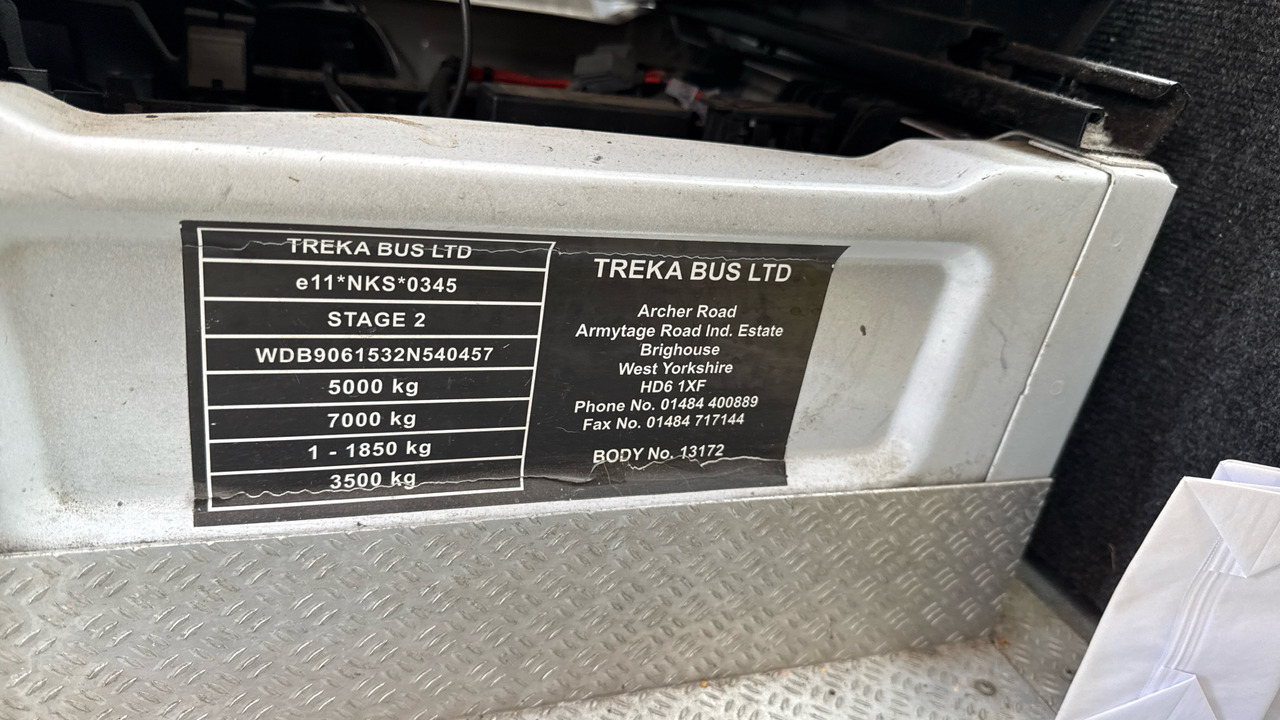 TREKA BUS LTD
e11*NKS*0345
STAGE 2
WDB9061532N540457
5000 kg
7000 kg
1 - 1850 kg
3500 kg
TREKA BUS LTD
Archer Road
Armytage Road Ind. Estate
Brighouse
West Yorkshire
HD6 1XF
Phone No. 01484 400889
Fax No. 01484 717144
BODY No. 13172